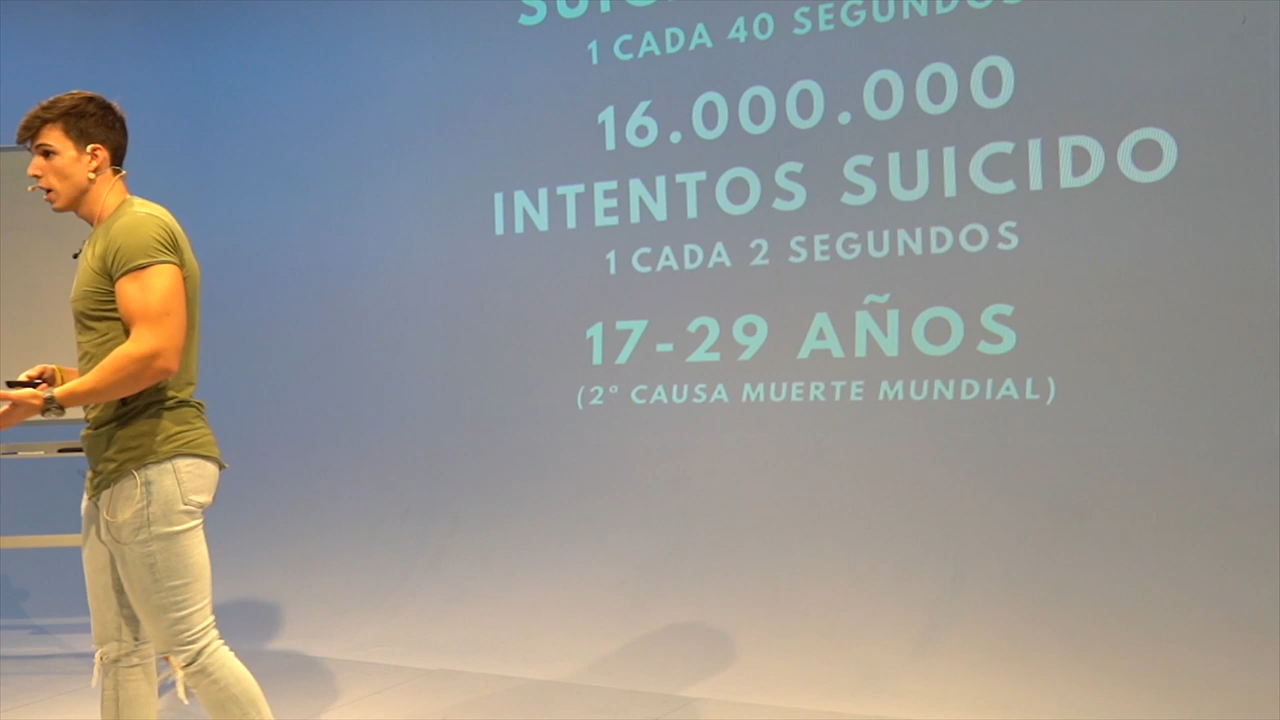 1 CADA 40 SEGUNDOS
16.000.000
INTENTOS SUICIDO
1 CADA 2 SEGUNDOS
17-29 AÑOS
(2ª CAUSA MUERTE MUNDIAL)